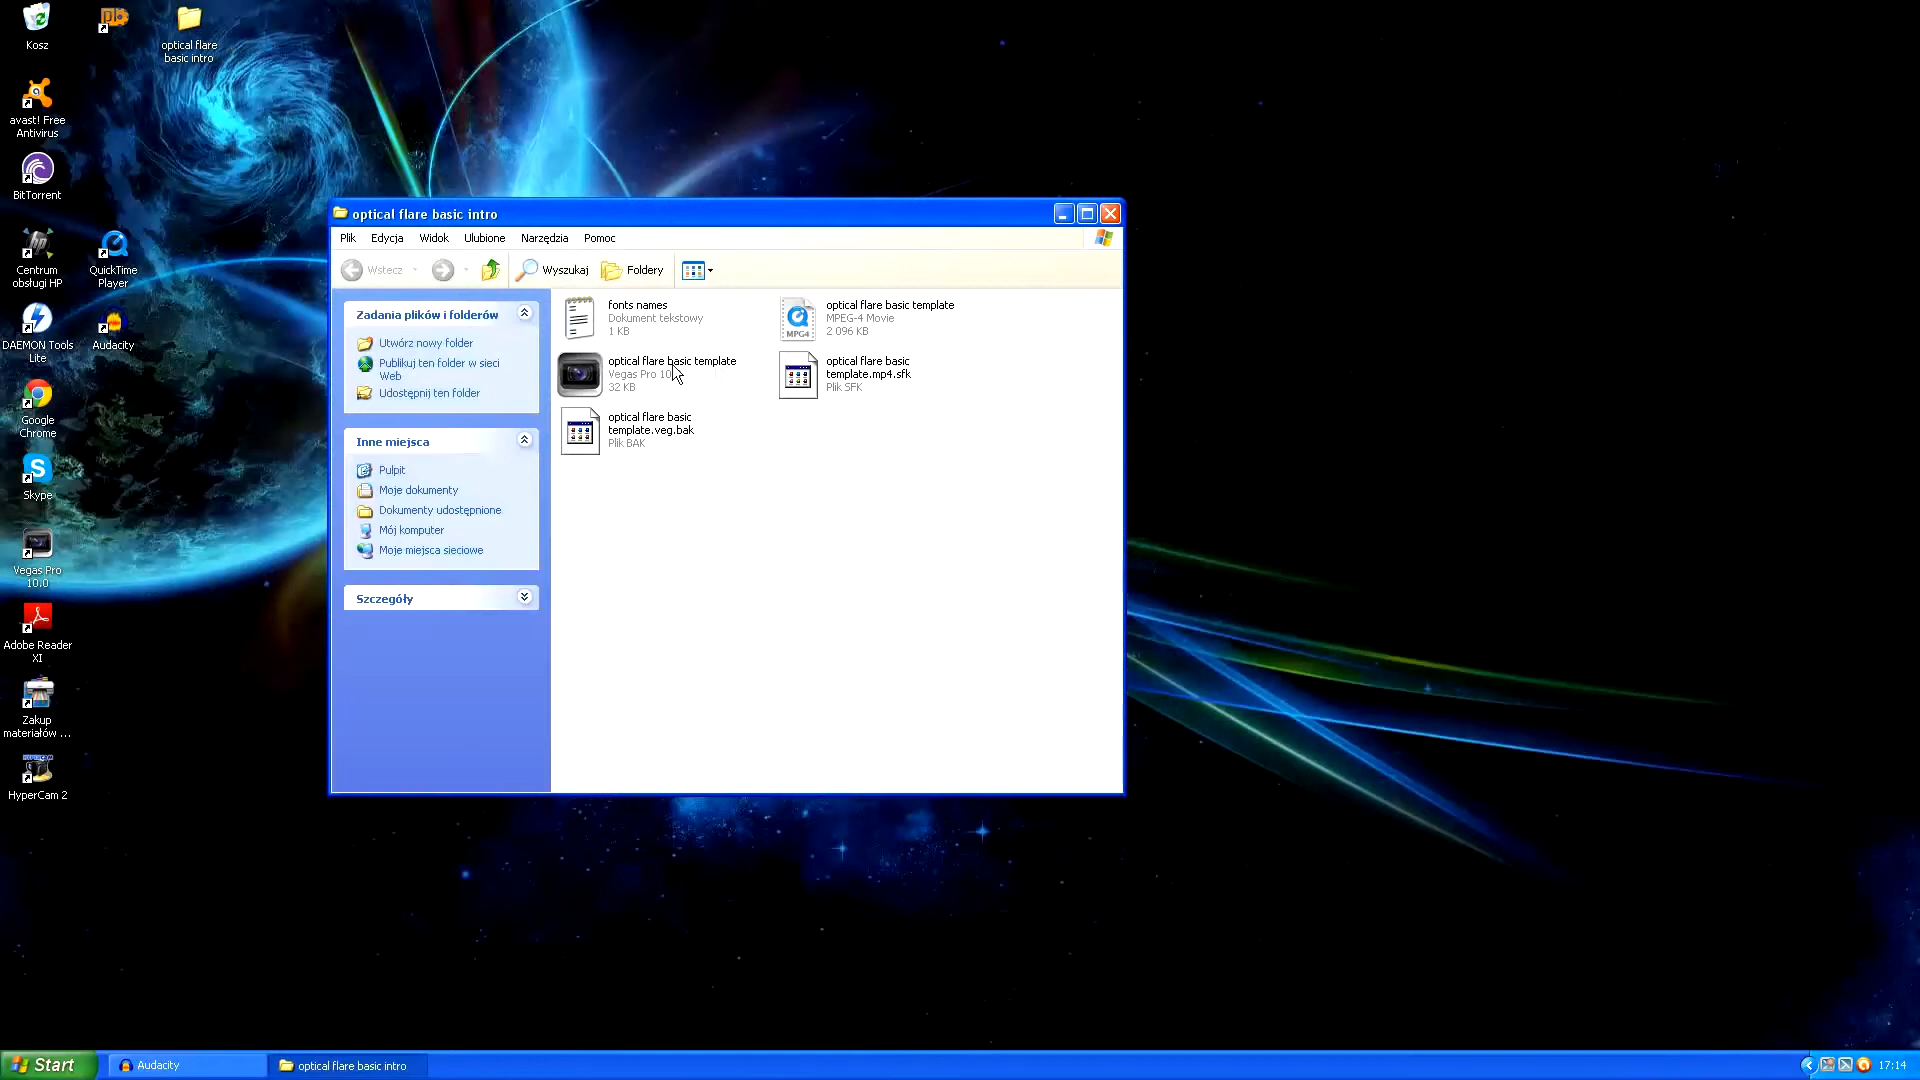 Kosz
optical flare
basic intro
avast! Free
Antivirus
BitTorrent
Centrum
obsługi HP
QuickTime
Player
DAEMON Tools
Lite
Audacity
Google
Chrome
Skype
Vegas Pro
10.0
Adobe Reader
XI
Zakup
materiałów ...
HyperCam 2
optical flare basic intro
Plik Edycja Widok Ulubione Narzędzia Pomoc
Wstecz Wyszukaj Foldery
Zadania plików i folderów
Utwórz nowy folder
Publikuj ten folder w sieci
Web
Udostępnij ten folder
Inne miejsca
Pulpit
Moje dokumenty
Dokumenty udostępnione
Mój komputer
Moje miejsca sieciowe
Szczegóły
fonts names
Dokument tekstowy
1 KB
optical flare basic template
MPEG-4 Movie
2 096 KB
MPG4
optical flare basic template
Vegas Pro 10
32 KB
optical flare basic
template.mp4.sfk
Plik SFK
optical flare basic
template.veg.bak
Plik BAK
Start
Audacity
optical flare basic intro
17:14